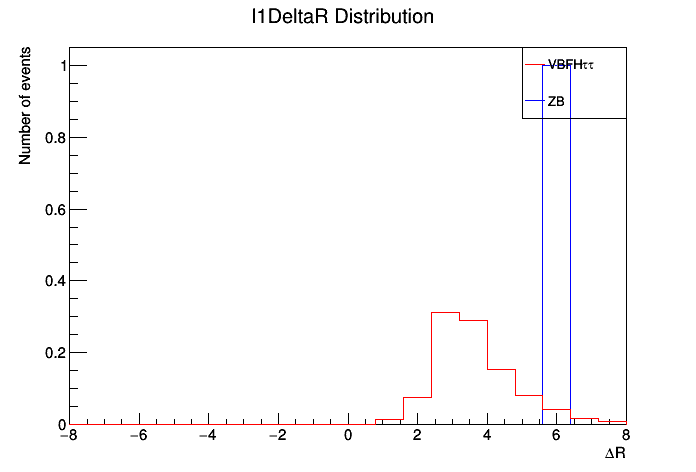 l1DeltaR Distribution
Number of events
1
0.8
0.6
0.4
0.2
0
−8 −6 −4 −2 0 2 4 6 8
ΔR
VBFHττ
ZB